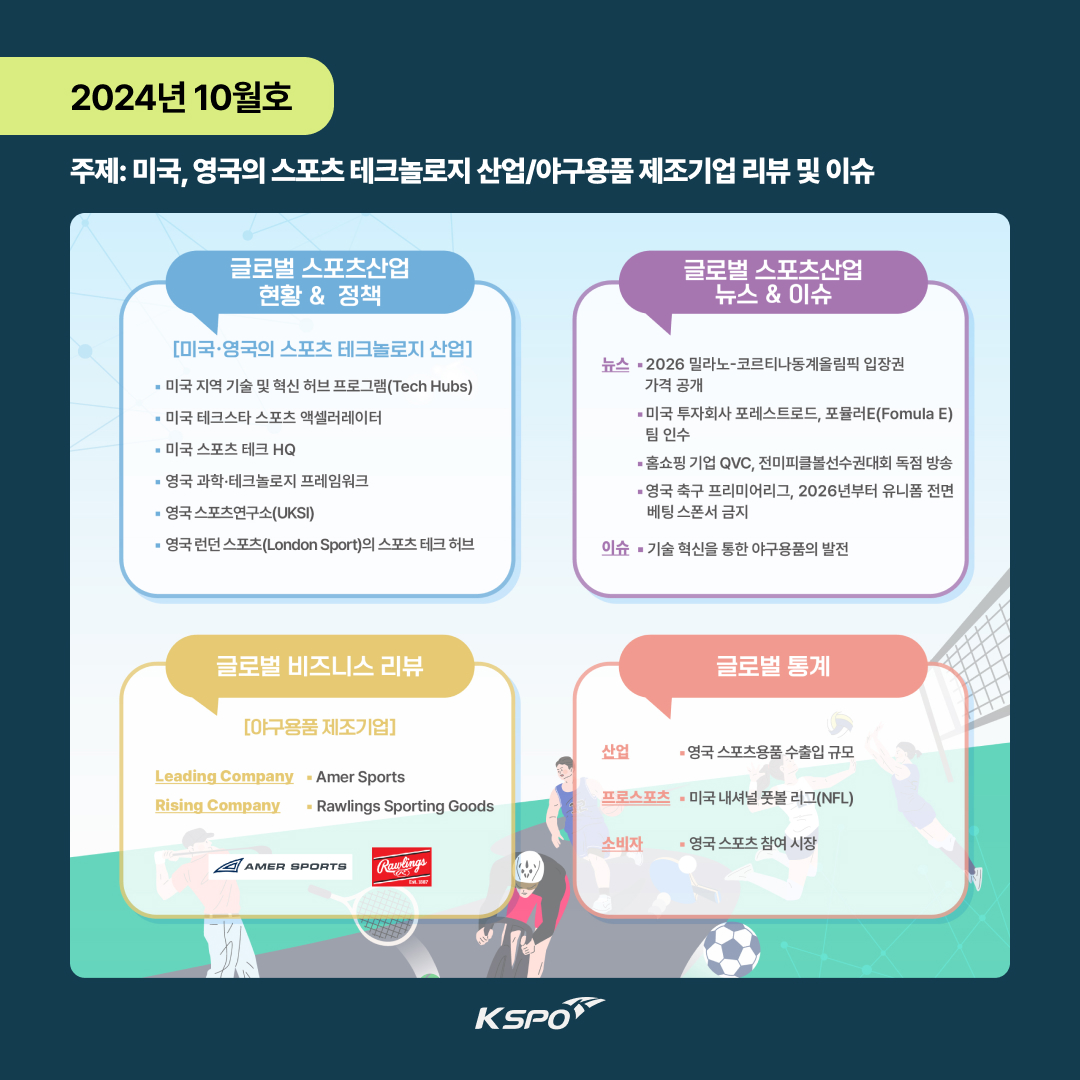 2024년 10월호
주제: 미국, 영국의 스포츠 테크놀로지 산업/야구용품 제조기업 리뷰 및 이슈
글로벌 스포츠산업
현황 & 정책
[미국·영국의 스포츠 테크놀로지 산업]
▪ 미국 지역 기술 및 혁신 허브 프로그램(Tech Hubs)
▪ 미국 테크스타 스포츠 액셀러레이터
▪ 미국 스포츠 테크 HQ
▪ 영국 과학·테크놀로지 프레임워크
▪ 영국 스포츠연구소(UKSI)
▪ 영국 런던 스포츠(London Sport)의 스포츠 테크 허브
글로벌 스포츠산업
뉴스 & 이슈
뉴스 ▪ 2026 밀라노-코르티나동계올림픽 입장권
가격 공개
▪ 미국 투자회사 포레스트로드, 포뮬러E(Fomula E)
팀 인수
▪ 홈쇼핑 기업 QVC, 전미피클볼선수권대회 독점 방송
▪ 영국 축구 프리미어리그, 2026년부터 유니폼 전면
베팅 스폰서 금지
이슈 ▪ 기술 혁신을 통한 야구용품의 발전
글로벌 비즈니스 리뷰
[야구용품 제조기업]
Leading Company ▪ Amer Sports
Rising Company ▪ Rawlings Sporting Goods
AMER SPORTS
Rawlings
EST. 1887
글로벌 통계
산업 ▪ 영국 스포츠용품 수출입 규모
프로스포츠 ▪ 미국 내셔널 풋볼 리그(NFL)
소비자 ▪ 영국 스포츠 참여 시장
KSPO